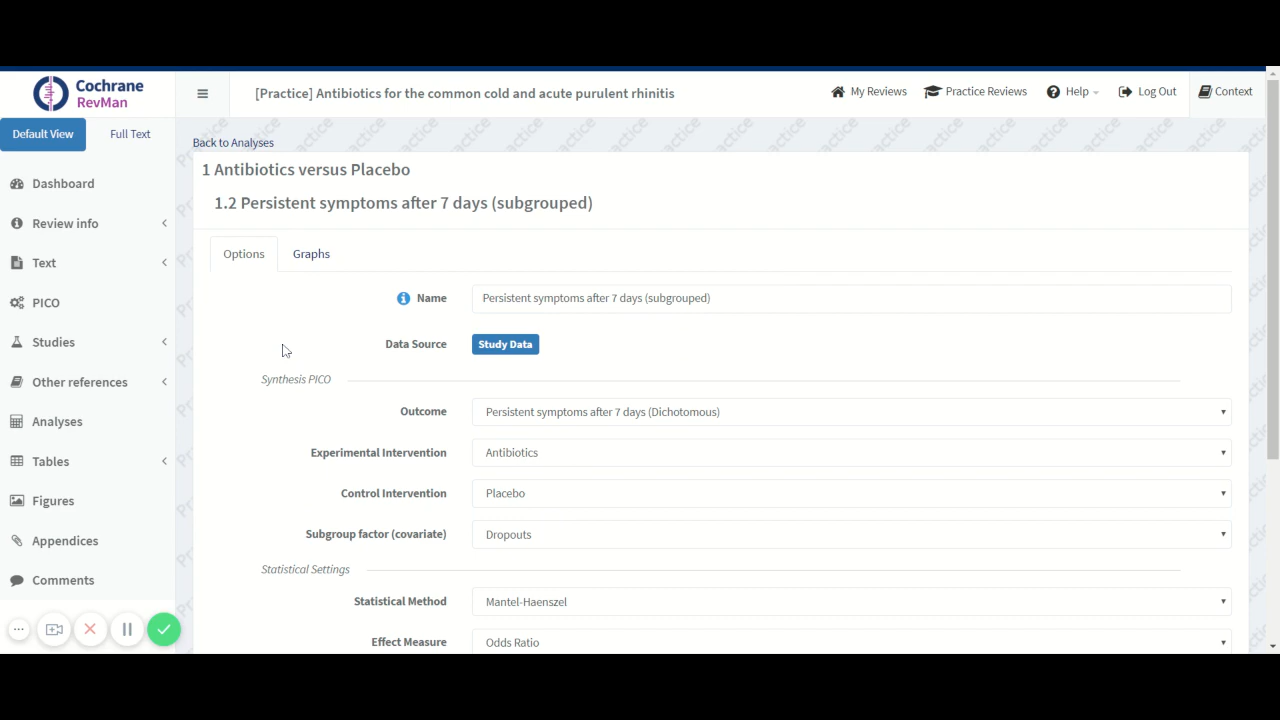 Cochrane
RevMan
[Practice] Antibiotics for the common cold and acute purulent rhinitis
My Reviews
Practice Reviews
Help
Log Out
Context
Default View
Full Text
Dashboard
Review info
Text
PICO
Studies
Other references
Analyses
Tables
Figures
Appendices
Comments
Back to Analyses
1 Antibiotics versus Placebo
1.2 Persistent symptoms after 7 days (subgrouped)
Options
Graphs
Name
Persistent symptoms after 7 days (subgrouped)
Data Source
Study Data
Synthesis PICO
Outcome
Persistent symptoms after 7 days (Dichotomous)
Experimental Intervention
Antibiotics
Control Intervention
Placebo
Subgroup factor (covariate)
Dropouts
Statistical Settings
Statistical Method
Mantel-Haenszel
Effect Measure
Odds Ratio